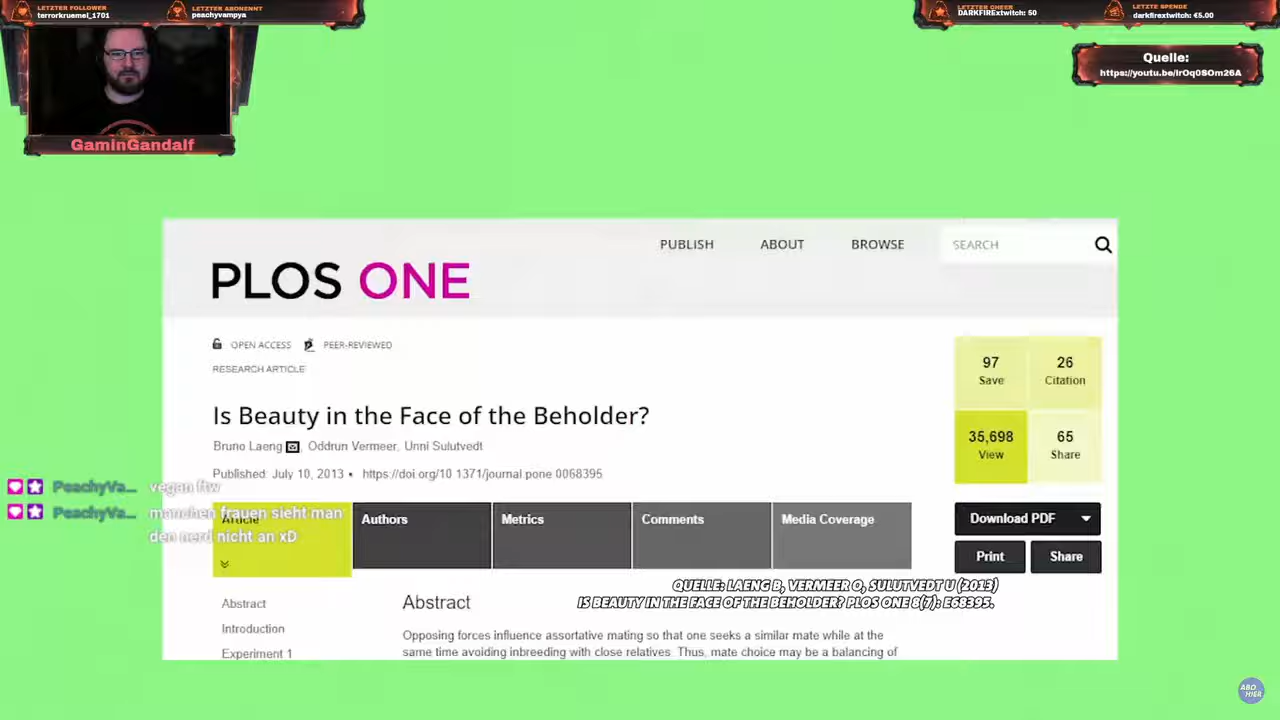 LETZTER FOLLOWER
terrorkruemel_1701
LETZTER ABONNENT
peachyvampya
LETZTER CHEER
DARKFIRExtwitch: 50
LETZTE SPENDE
darkfirextwitch: €5.00
Quelle:
https://youtu.be/IrOq0SOm26A
GaminGandalf
PUBLISH ABOUT BROWSE SEARCH
PLOS ONE
OPEN ACCESS PEER-REVIEWED
RESEARCH ARTICLE
97 Save
26 Citation
Is Beauty in the Face of the Beholder?
Bruno Laeng, Oddrun Vermeer, Unni Sulutvedt
35,698 View
65 Share
Published: July 10, 2013 • https://doi.org/10 1371/journal pone 0068395
PeachyVa... vegan ftw
PeachyVa... manchen frauen sieht man
den nerd nicht an xD
Article Authors Metrics Comments Media Coverage
Download PDF
Print Share
QUELLE: LAENG B, VERMEER O, SULUTVEDT U (2013)
IS BEAUTY IN THE FACE OF THE BEHOLDER? PLOS ONE 8(7): E68395.
Abstract
Introduction
Experiment 1
Abstract
Opposing forces influence assortative mating so that one seeks a similar mate while at the
same time avoiding inbreeding with close relatives. Thus, mate choice may be a balancing of
ABO
HIER